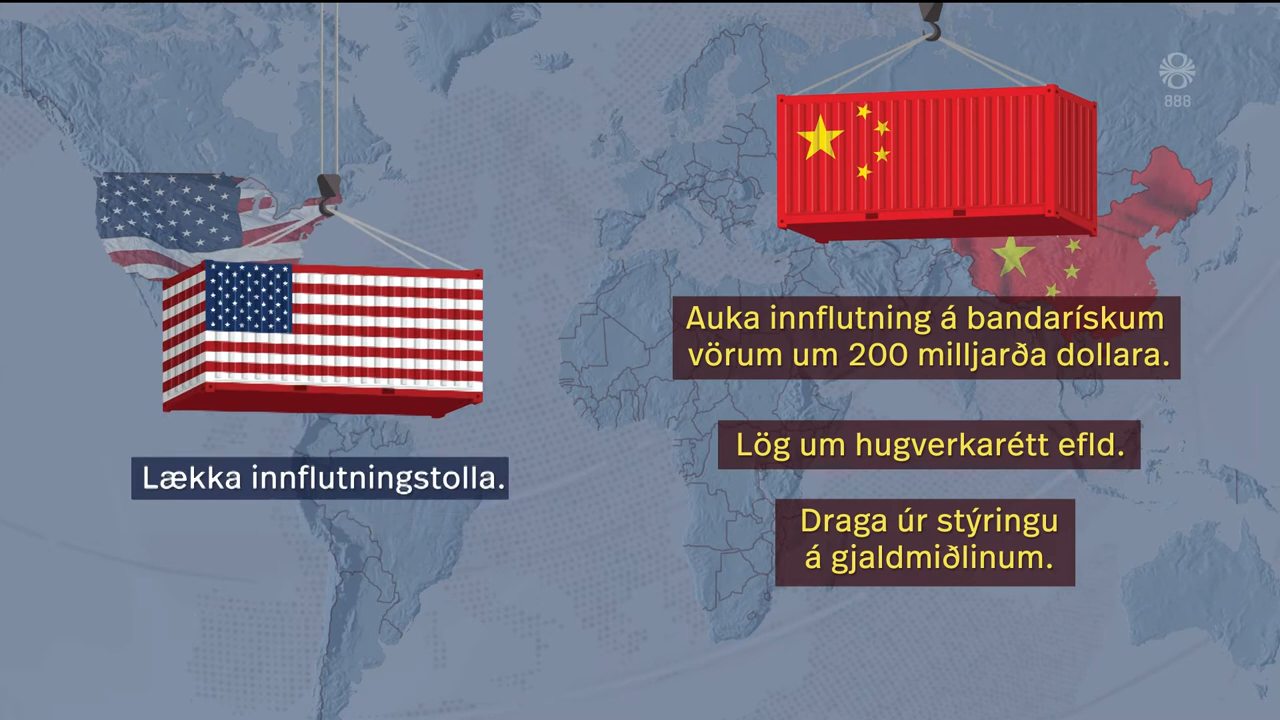 888
Lækka innflutningstolla.
Auka innflutning á bandarískum
vörum um 200 milljarða dollara.
Lög um hugverkarétt efld.
Draga úr stýringu
á gjaldmiðlinum.